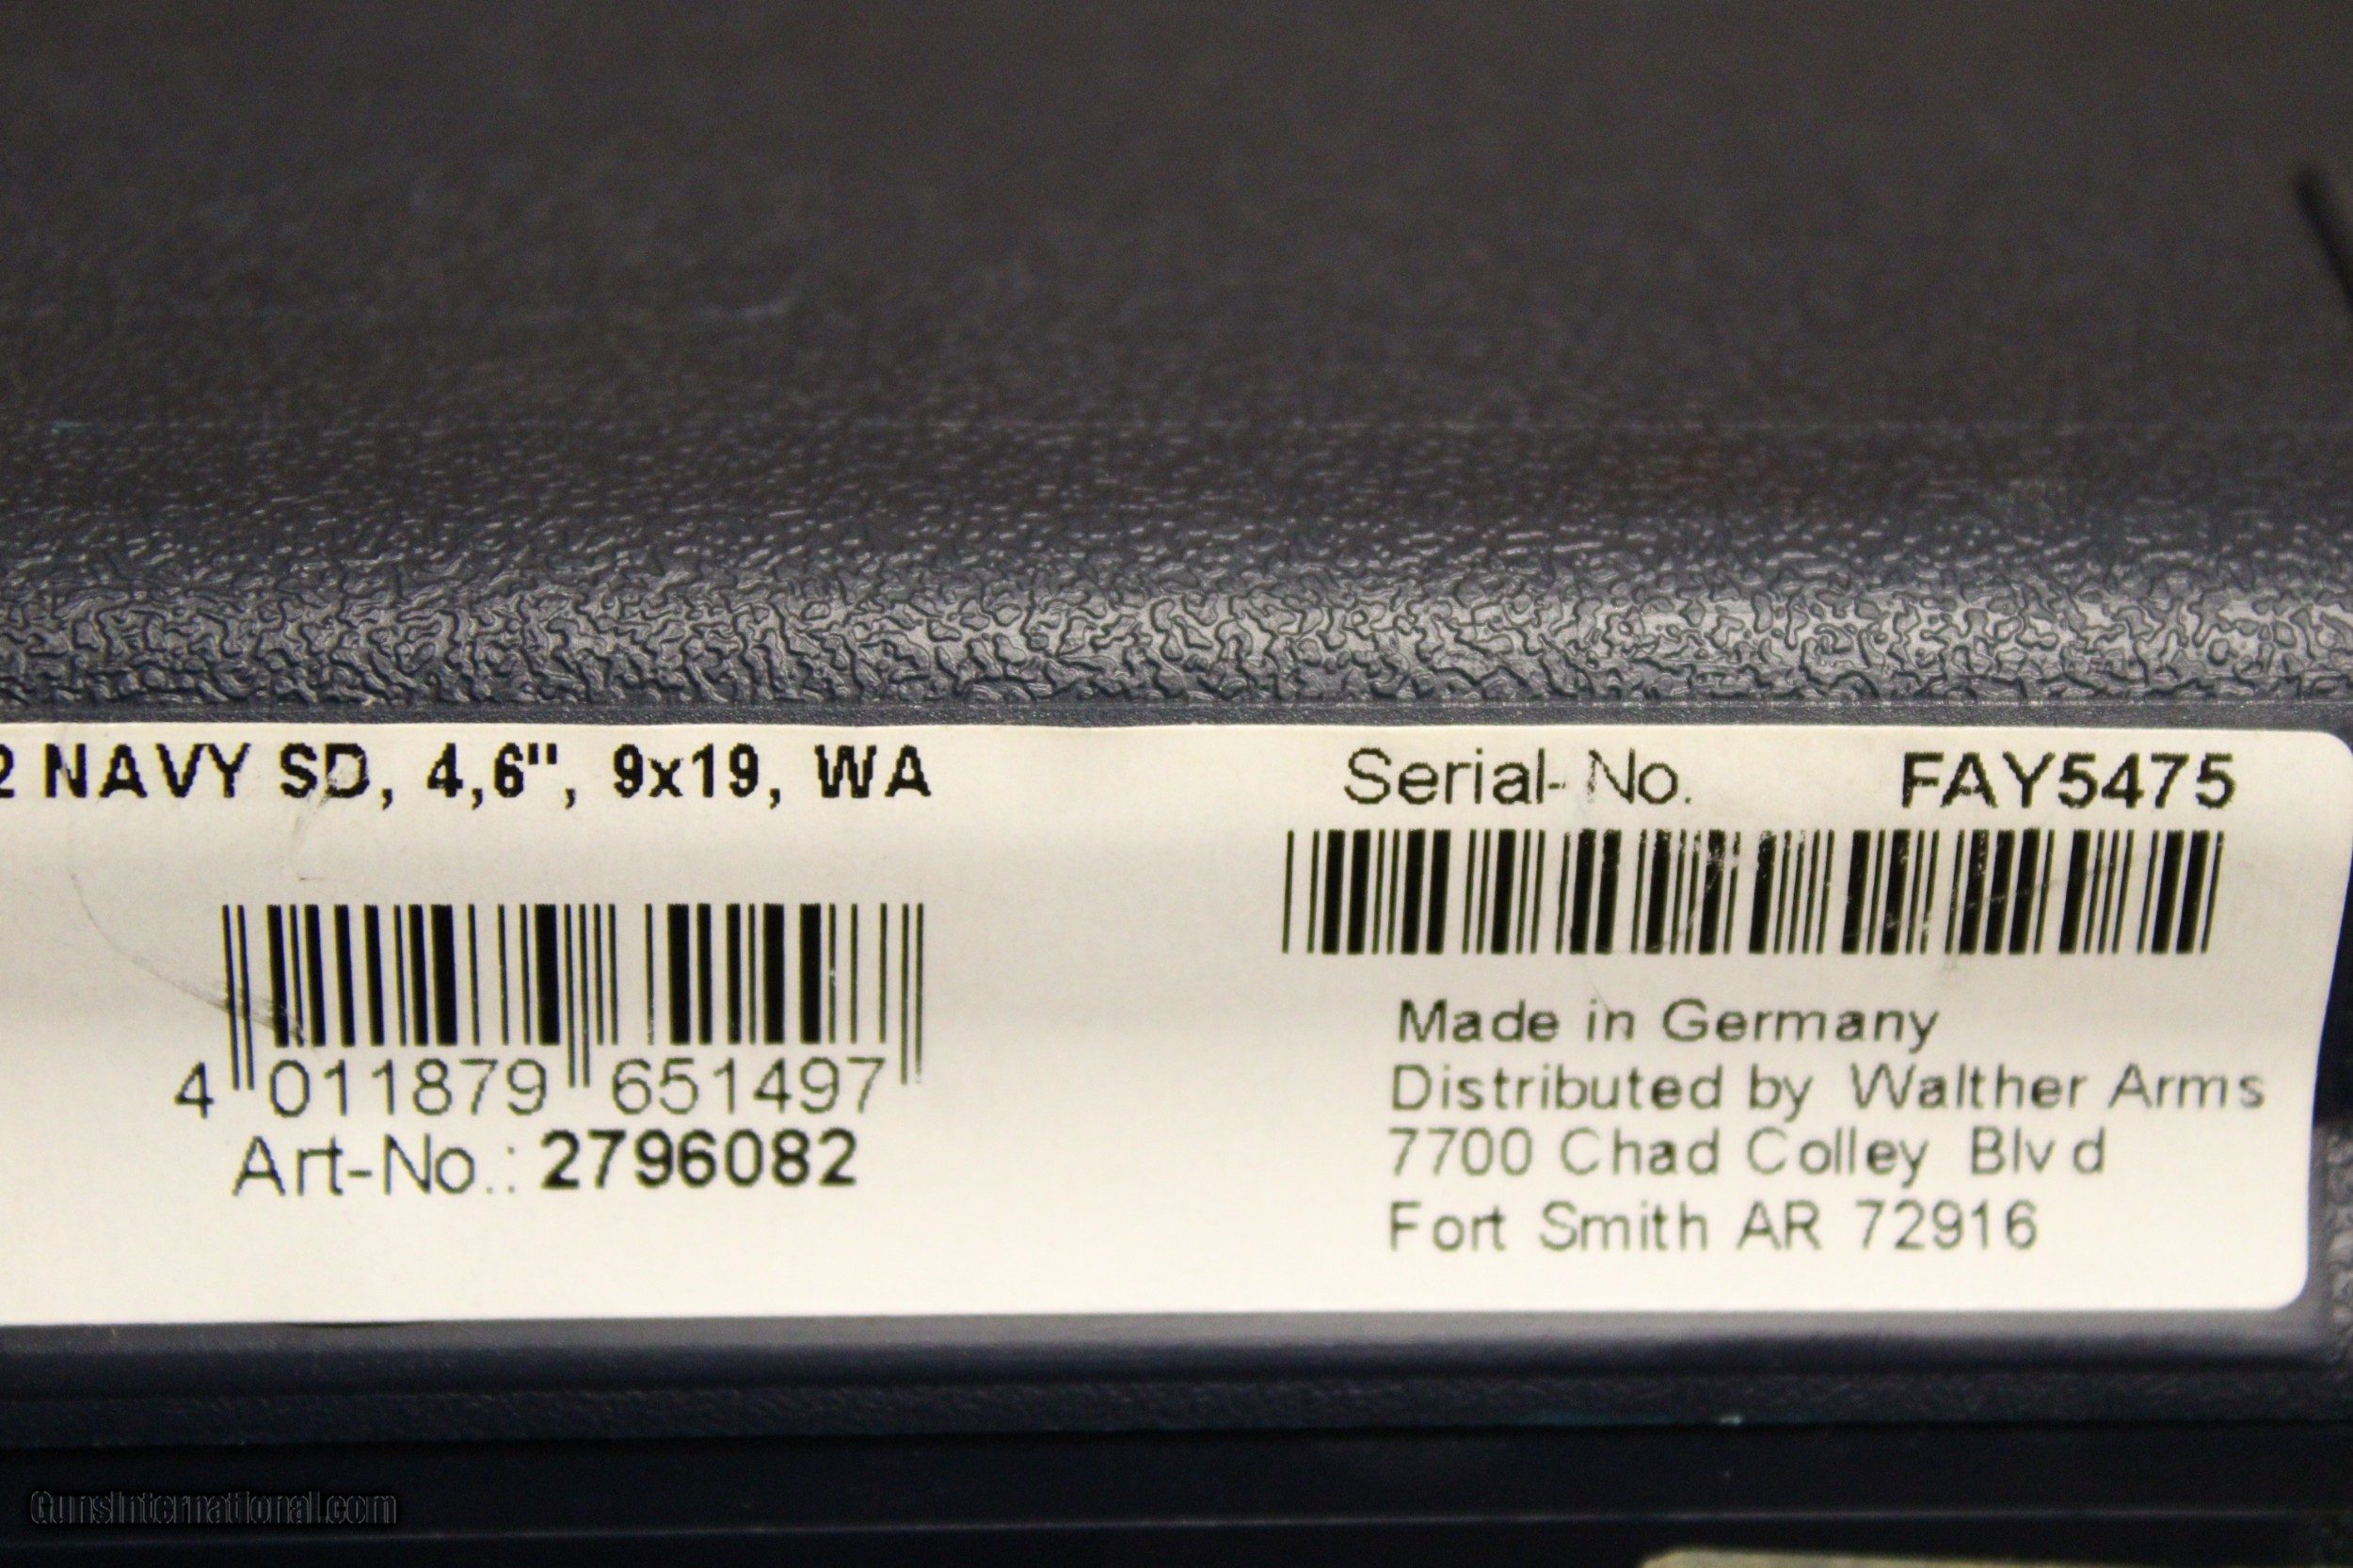 2 NAVY SD, 4,6", 9x19, WA
4 011879 651497
Art-No.: 2796082
Serial-No. FAY5475
Made in Germany
Distributed by Walther Arms
7700 Chad Colley Blvd
Fort Smith AR 72916
GunsInternational.com